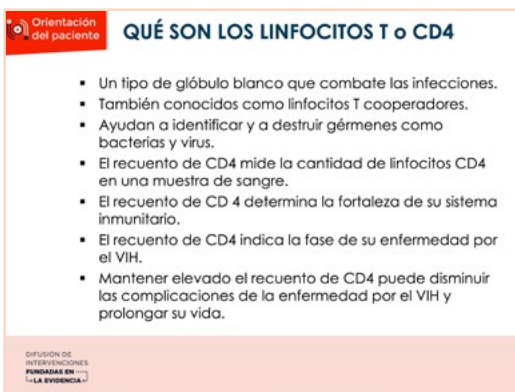 Orientación
del paciente
QUÉ SON LOS LINFOCITOS T o CD4
▪ Un tipo de glóbulo blanco que combate las infecciones.
▪ También conocidos como linfocitos T cooperadores.
▪ Ayudan a identificar y a destruir gérmenes como
bacterias y virus.
▪ El recuento de CD4 mide la cantidad de linfocitos CD4
en una muestra de sangre.
▪ El recuento de CD 4 determina la fortaleza de su sistema
inmunitario.
▪ El recuento de CD4 indica la fase de su enfermedad por
el VIH.
▪ Mantener elevado el recuento de CD4 puede disminuir
las complicaciones de la enfermedad por el VIH y
prolongar su vida.
DIFUSIÓN DE
INTERVENCIONES
FUNDADAS EN
LA EVIDENCIA